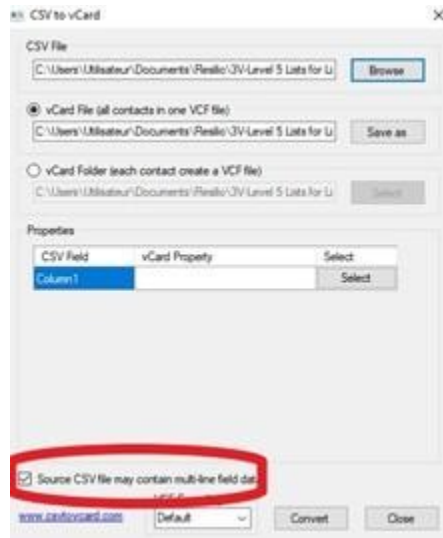 CSV to vCard
CSV File
C:\Users\Utilisateur\Documents\Resilio\3V-Level 5 Lists for Li
Browse
vCard File (all contacts in one VCF file)
C:\Users\Utilisateur\Documents\Resilio\3V-Level 5 Lists for Li
Save as
vCard Folder (each contact create a VCF file)
C:\Users\Utilisateur\Documents\Resilio\3V-Level 5 Lists for Li
Select
Properties
CSV Field vCard Property Select
Column1 Select
Source CSV file may contain multi-line field dat
www.csvtovcard.com
Default
Convert
Close